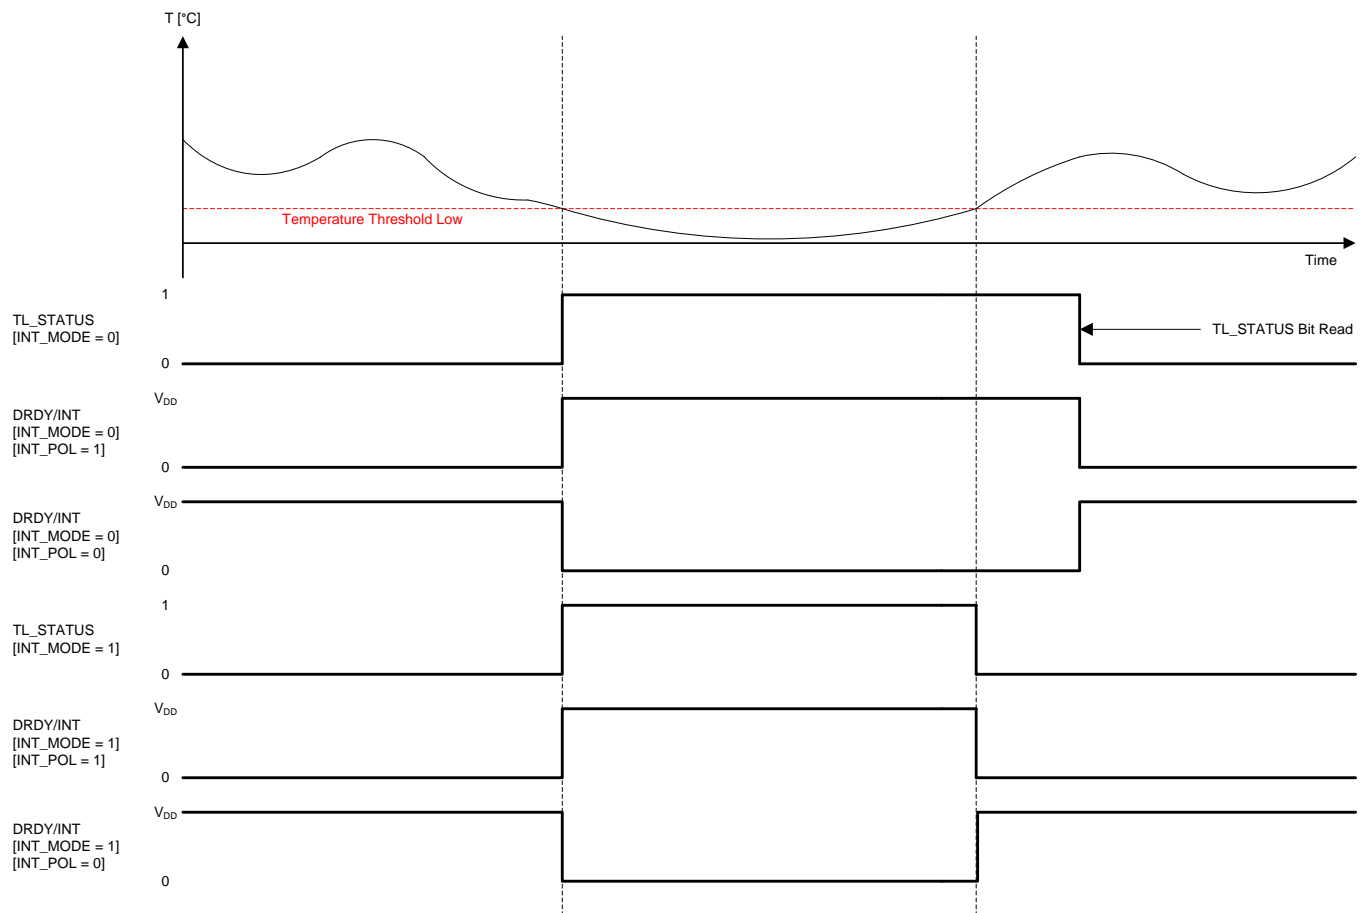 T [°C]
Temperature Threshold Low
Time
1
TL_STATUS
[INT_MODE = 0]
TL_STATUS Bit Read
0
VDD
DRDY/INT
[INT_MODE = 0]
[INT_POL = 1]
0
VDD
DRDY/INT
[INT_MODE = 0]
[INT_POL = 0]
0
1
TL_STATUS
[INT_MODE = 1]
0
VDD
DRDY/INT
[INT_MODE = 1]
[INT_POL = 1]
0
VDD
DRDY/INT
[INT_MODE = 1]
[INT_POL = 0]
0